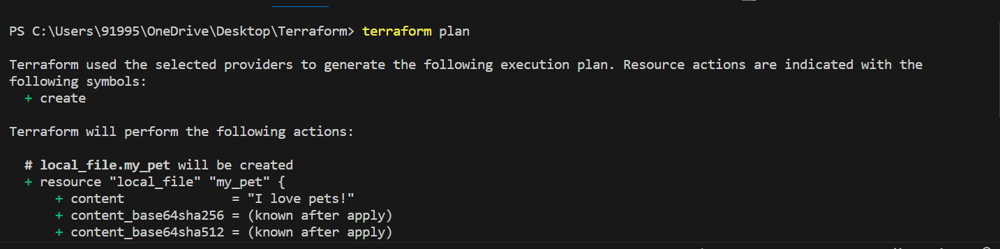 PS C:\Users\91995\OneDrive\Desktop\Terraform> terraform plan
Terraform used the selected providers to generate the following execution plan. Resource actions are indicated with the
following symbols:
+ create
Terraform will perform the following actions:
# local_file.my_pet will be created
+ resource "local_file" "my_pet" {
+ content = "I love pets!"
+ content_base64sha256 = (known after apply)
+ content_base64sha512 = (known after apply)